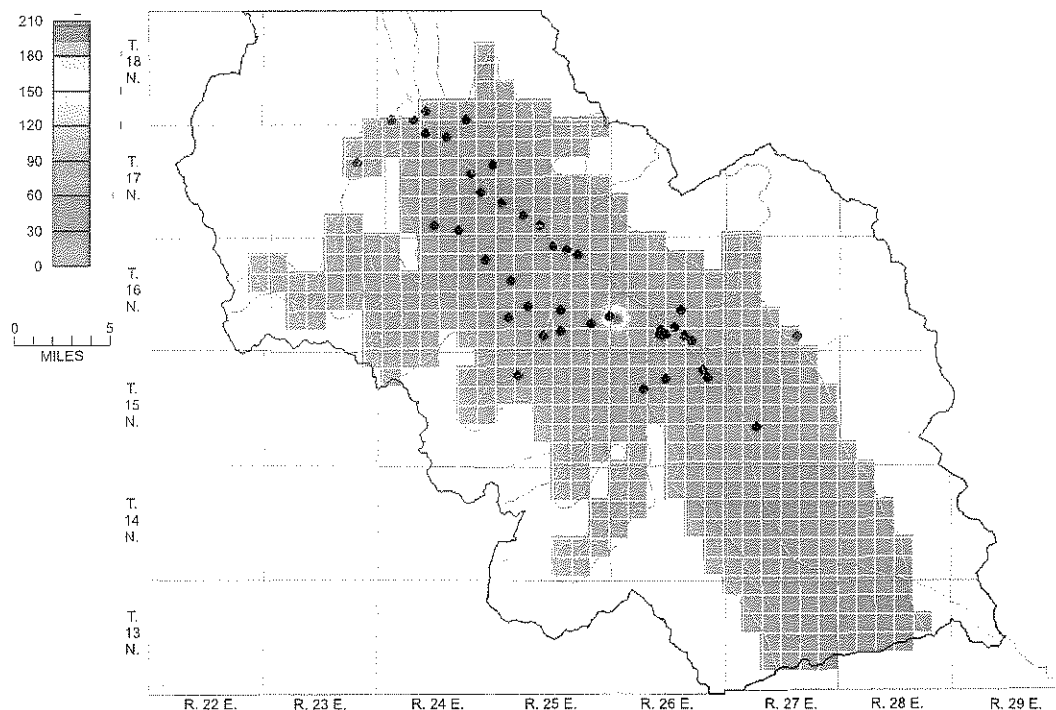 210
180
150
120
90
60
30
0
0 5
MILES
T.
18
N.
T.
17
N.
T.
16
N.
T.
15
N.
T.
14
N.
T.
13
N.
R. 22 E. R. 23 E. R. 24 E. R. 25 E. R. 26 E. R. 27 E. R. 28 E. R. 29 E.